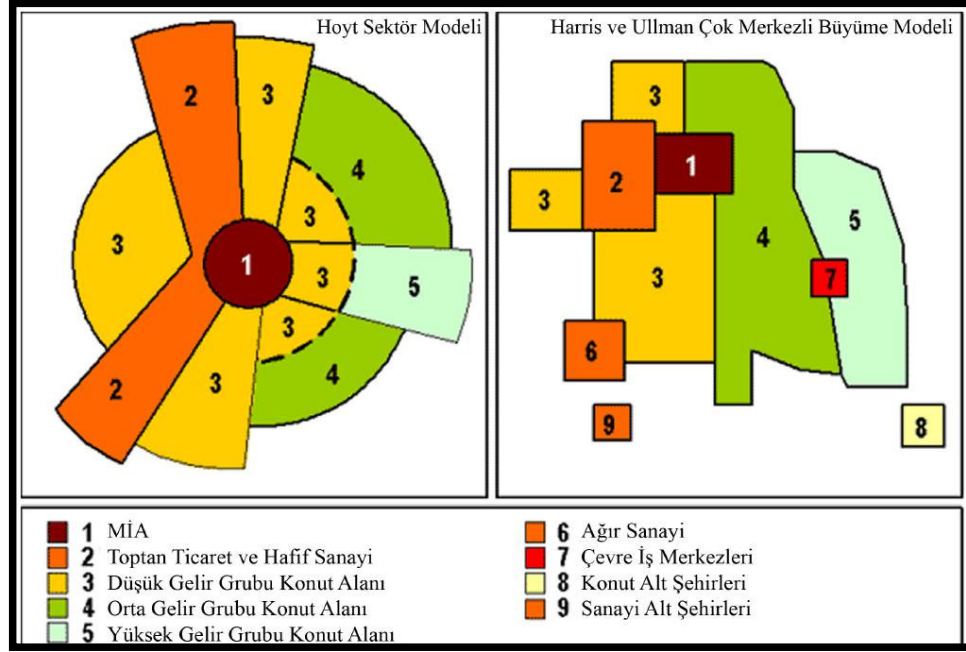 Hoyt Sektör Modeli
2
3
4
3
3
1
3
5
3
4
2
3
Harris ve Ullman Çok Merkezli Büyüme Modeli
3
1
2
3
5
4
3
7
6
9
8
1 MİA
2 Toptan Ticaret ve Hafif Sanayi
3 Düşük Gelir Grubu Konut Alanı
4 Orta Gelir Grubu Konut Alanı
5 Yüksek Gelir Grubu Konut Alanı
6 Ağır Sanayi
7 Çevre İş Merkezleri
8 Konut Alt Şehirleri
9 Sanayi Alt Şehirleri